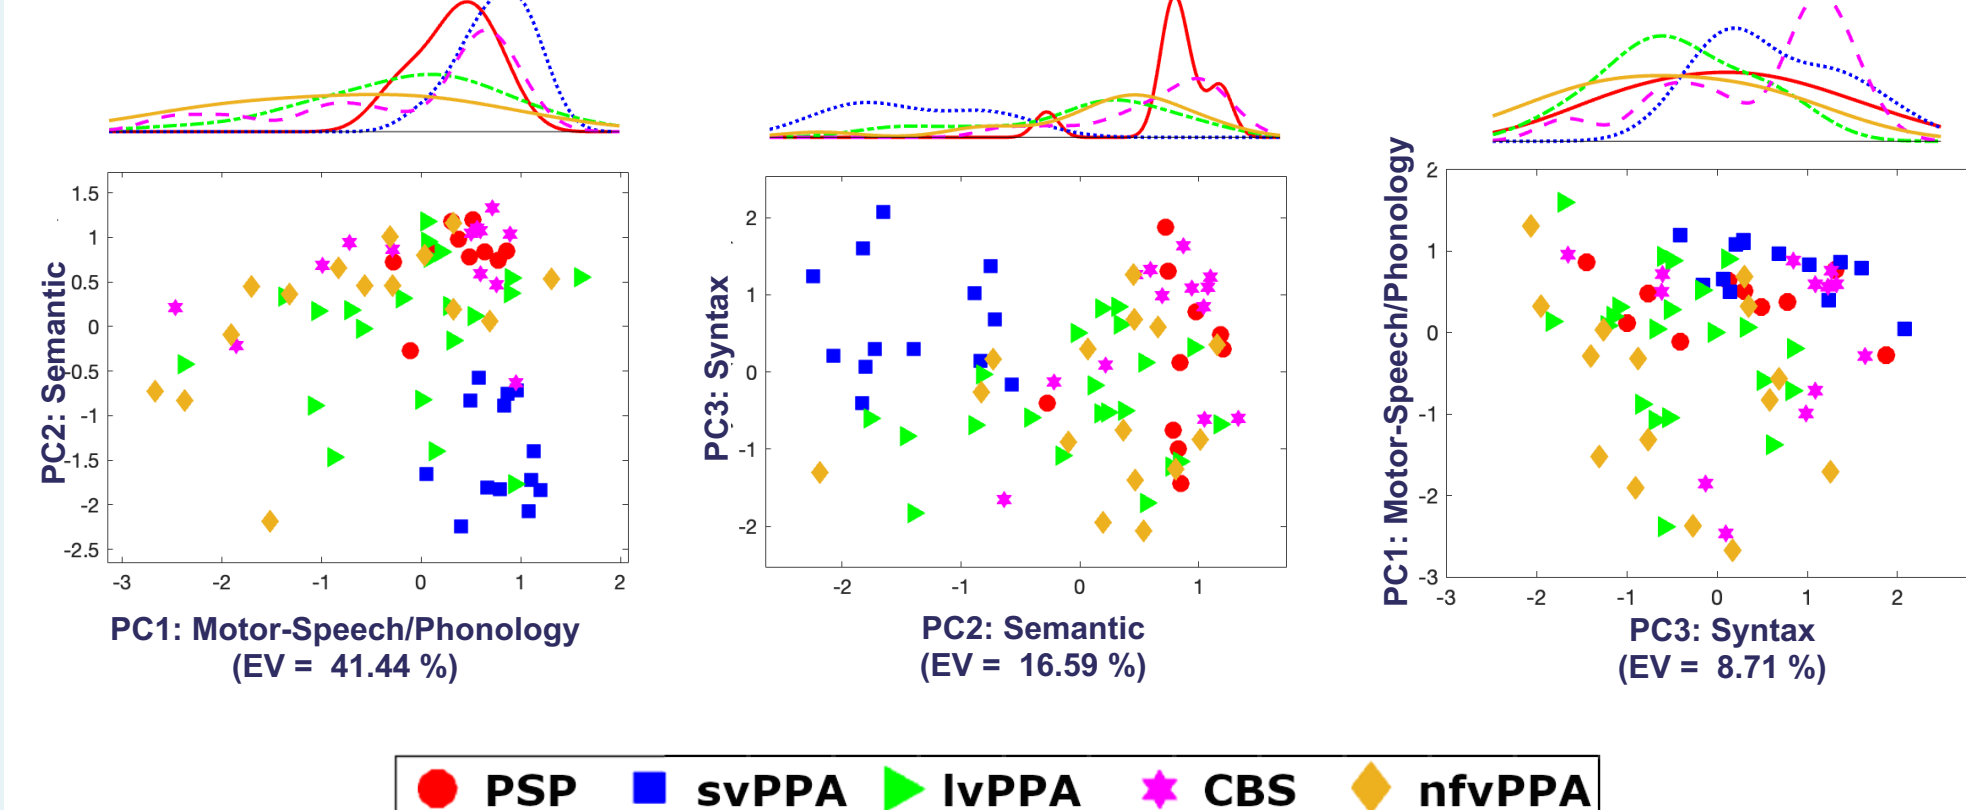 1.5
1
0.5
0
-0.5
-1
-1.5
-2
-2.5
-3 -2 -1 0 1 2
PC2: Semantic
PC1: Motor-Speech/Phonology
(EV = 41.44 %)
2
1
0
-1
-2
-2 -1 0 1
PC3: Syntax
PC2: Semantic
(EV = 16.59 %)
2
1
0
-1
-2
-3
-3 -2 -1 0 1 2
PC1: Motor-Speech/Phonology
PC3: Syntax
(EV = 8.71 %)
PSP svPPA lvPPA CBS nfvPPA